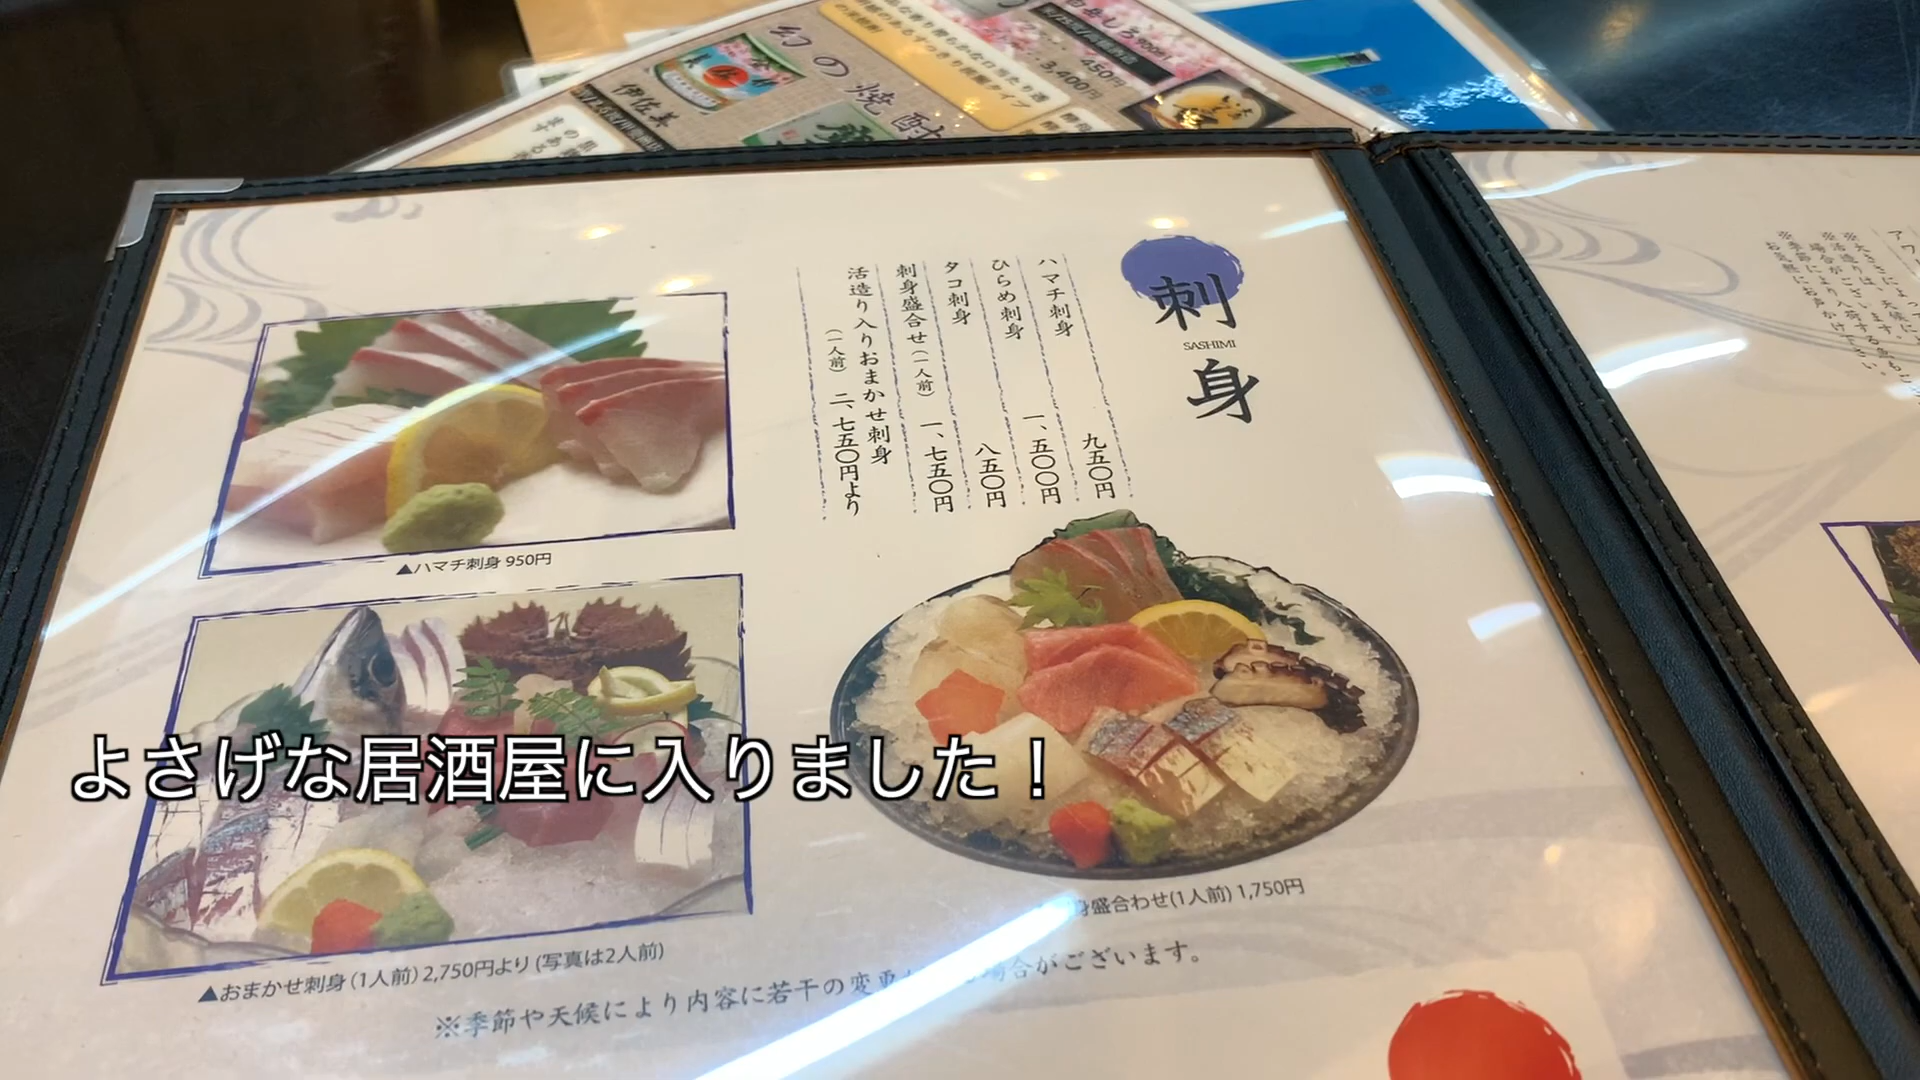 幻の焼酎
伊佐美
450円
3,400円
刺身
SASHIMI
ハマチ刺身 九五〇円
ひらめ刺身 一、五〇〇円
タコ刺身 八五〇円
刺身盛合せ(一人前) 一、七五〇円
活造り入りおまかせ刺身
(一人前) 二、七五〇円より
▲ハマチ刺身 950円
よさげな居酒屋に入りました！
身盛合わせ(1人前) 1,750円
▲おまかせ刺身(1人前) 2,750円より(写真は2人前)
※季節や天候により内容に若干の変更 場合がございます。